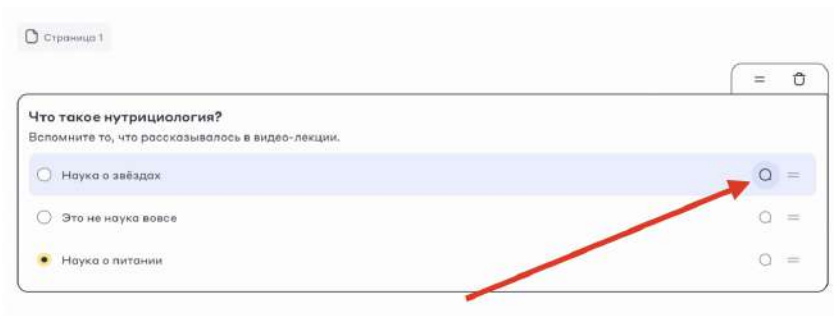 Страница 1
Что такое нутрициология?
Вспомните то, что рассказывалось в видео-лекции.
Наука о звёздах
Это не наука вовсе
Наука о питании